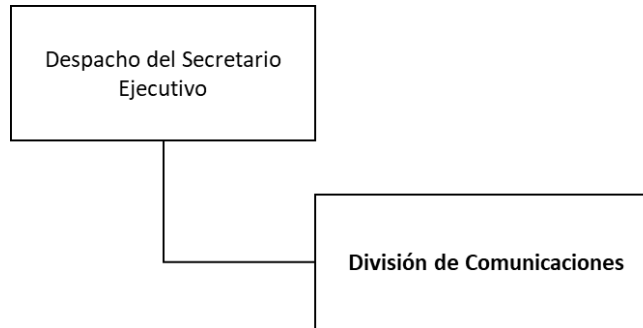 Despacho del Secretario
Ejecutivo
División de Comunicaciones